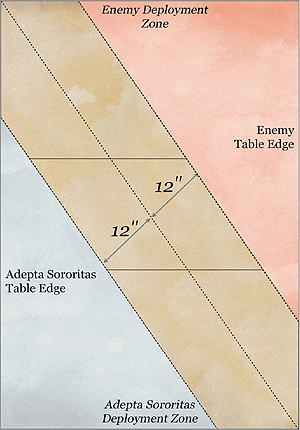 Enemy Deployment
Zone
Enemy
Table Edge
12"
12"
Adepta Sororitas
Table Edge
Adepta Sororitas
Deployment Zone